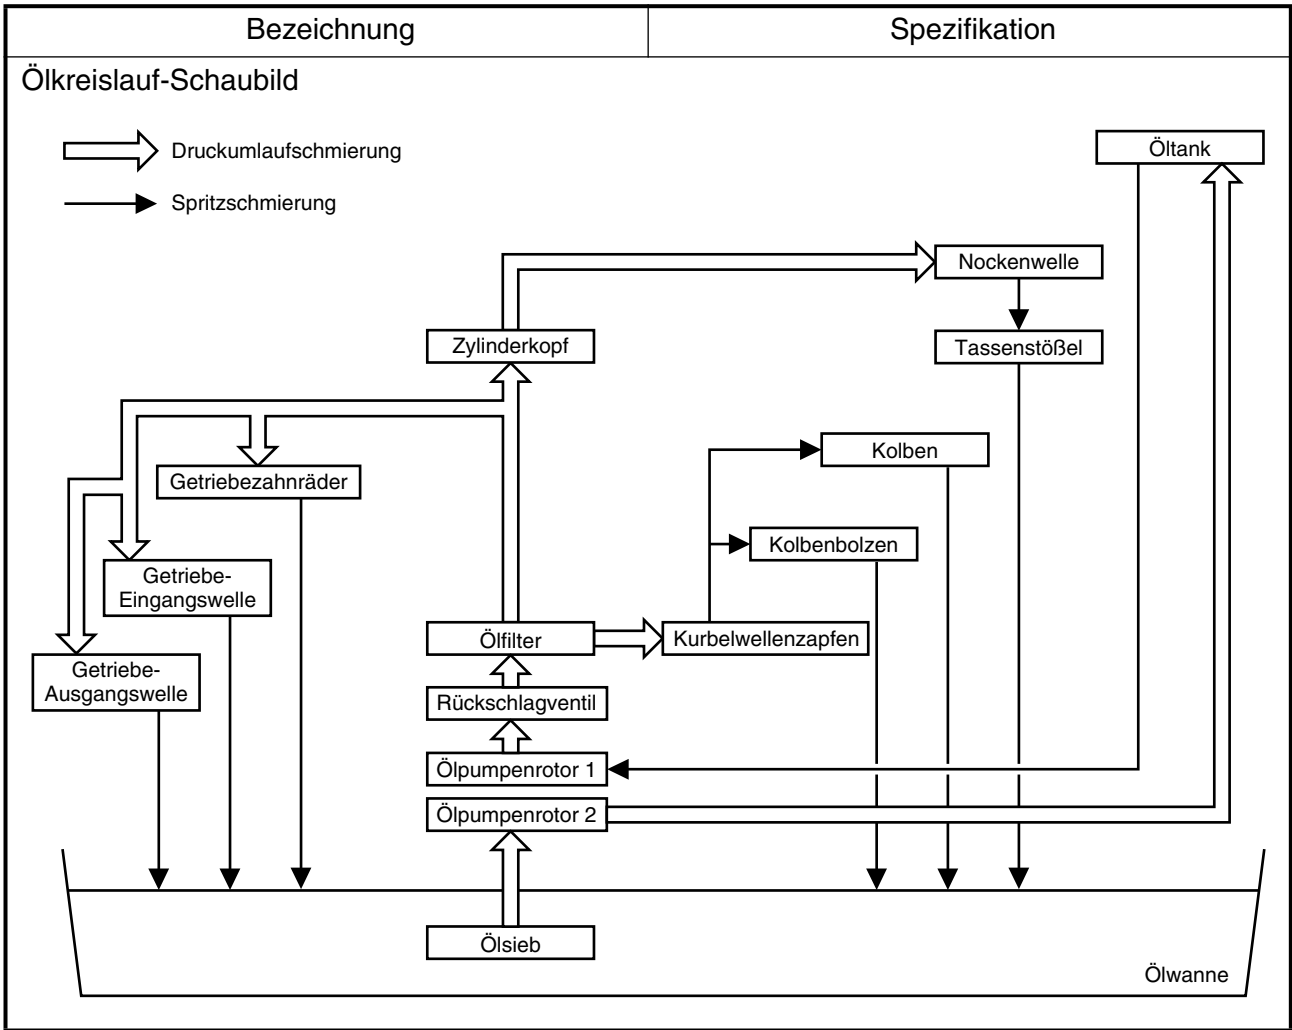 Bezeichnung
Spezifikation
Ölkreislauf-Schaubild
Druckumlaufschmierung
Öltank
Spritzschmierung
Nockenwelle
Zylinderkopf
Tassenstößel
Kolben
Getriebezahnräder
Kolbenbolzen
Getriebe-
Eingangswelle
Ölfilter
Kurbelwellenzapfen
Getriebe-
Ausgangswelle
Rückschlagventil
Ölpumpenrotor 1
Ölpumpenrotor 2
Ölsieb
Ölwanne